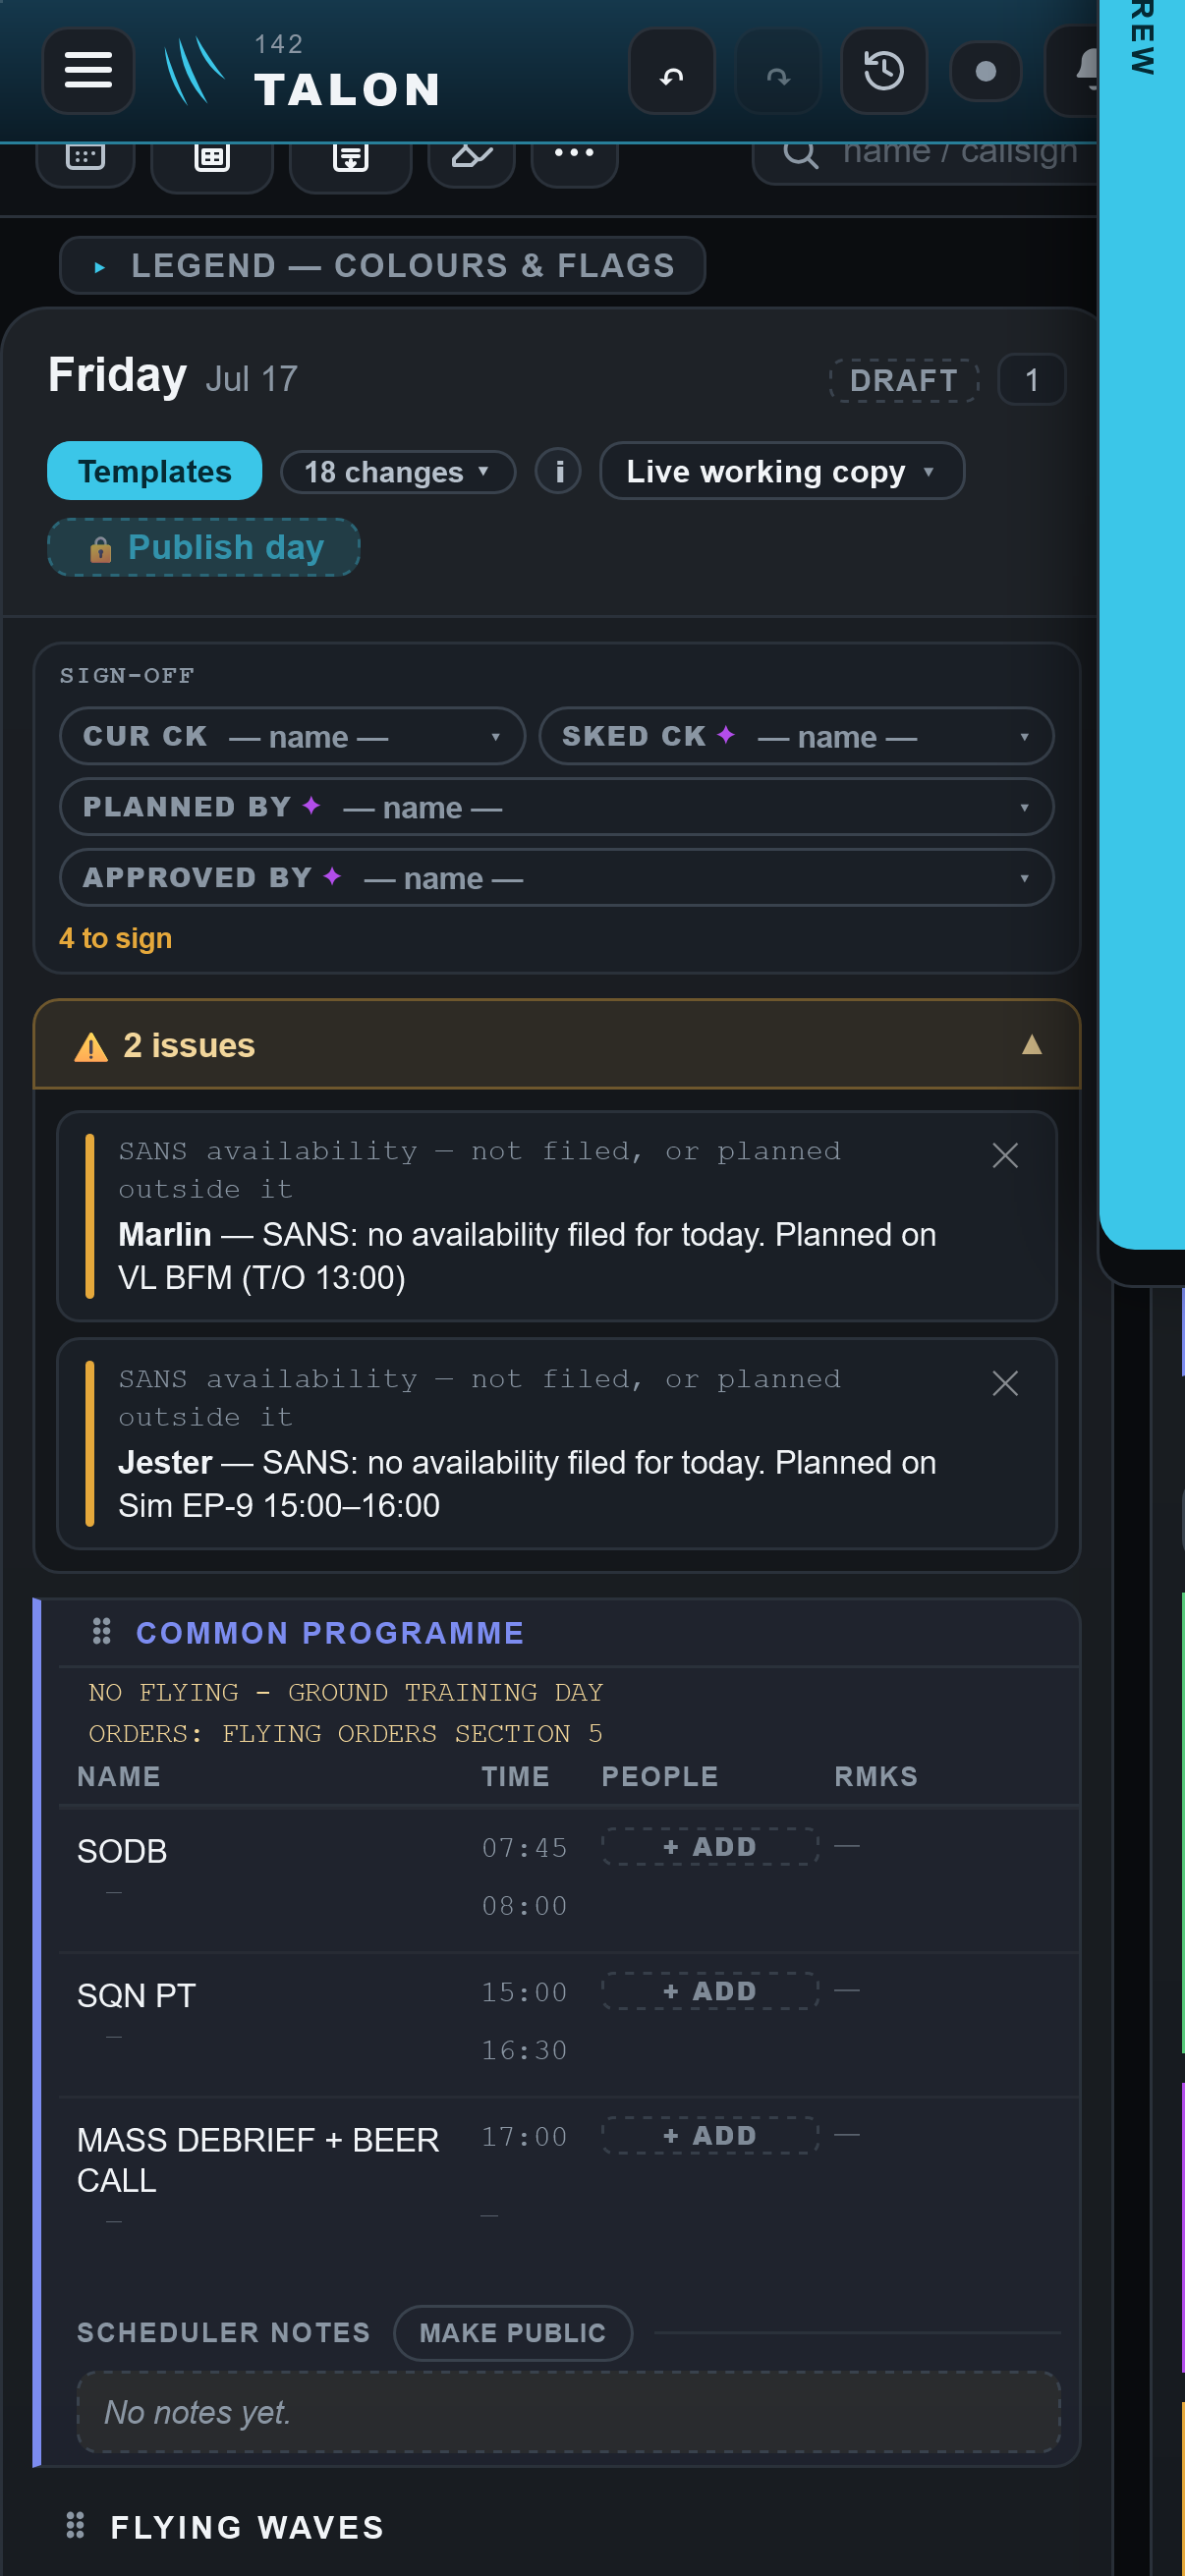 142
TALON
REW
name / callsign
LEGEND — COLOURS & FLAGS
Friday Jul 17
DRAFT
1
Templates
18 changes
i
Live working copy
Publish day
SIGN-OFF
CUR CK — name —
SKED CK — name —
PLANNED BY — name —
APPROVED BY — name —
4 to sign
2 issues
SANS availability — not filed, or planned
outside it
Marlin — SANS: no availability filed for today. Planned on
VL BFM (T/O 13:00)
SANS availability — not filed, or planned
outside it
Jester — SANS: no availability filed for today. Planned on
Sim EP-9 15:00–16:00
COMMON PROGRAMME
NO FLYING - GROUND TRAINING DAY
ORDERS: FLYING ORDERS SECTION 5
NAME TIME PEOPLE RMKS
SODB 07:45 + ADD —
— 08:00
SQN PT 15:00 + ADD —
— 16:30
MASS DEBRIEF + BEER 17:00 + ADD —
CALL
— —
SCHEDULER NOTES MAKE PUBLIC
No notes yet.
FLYING WAVES